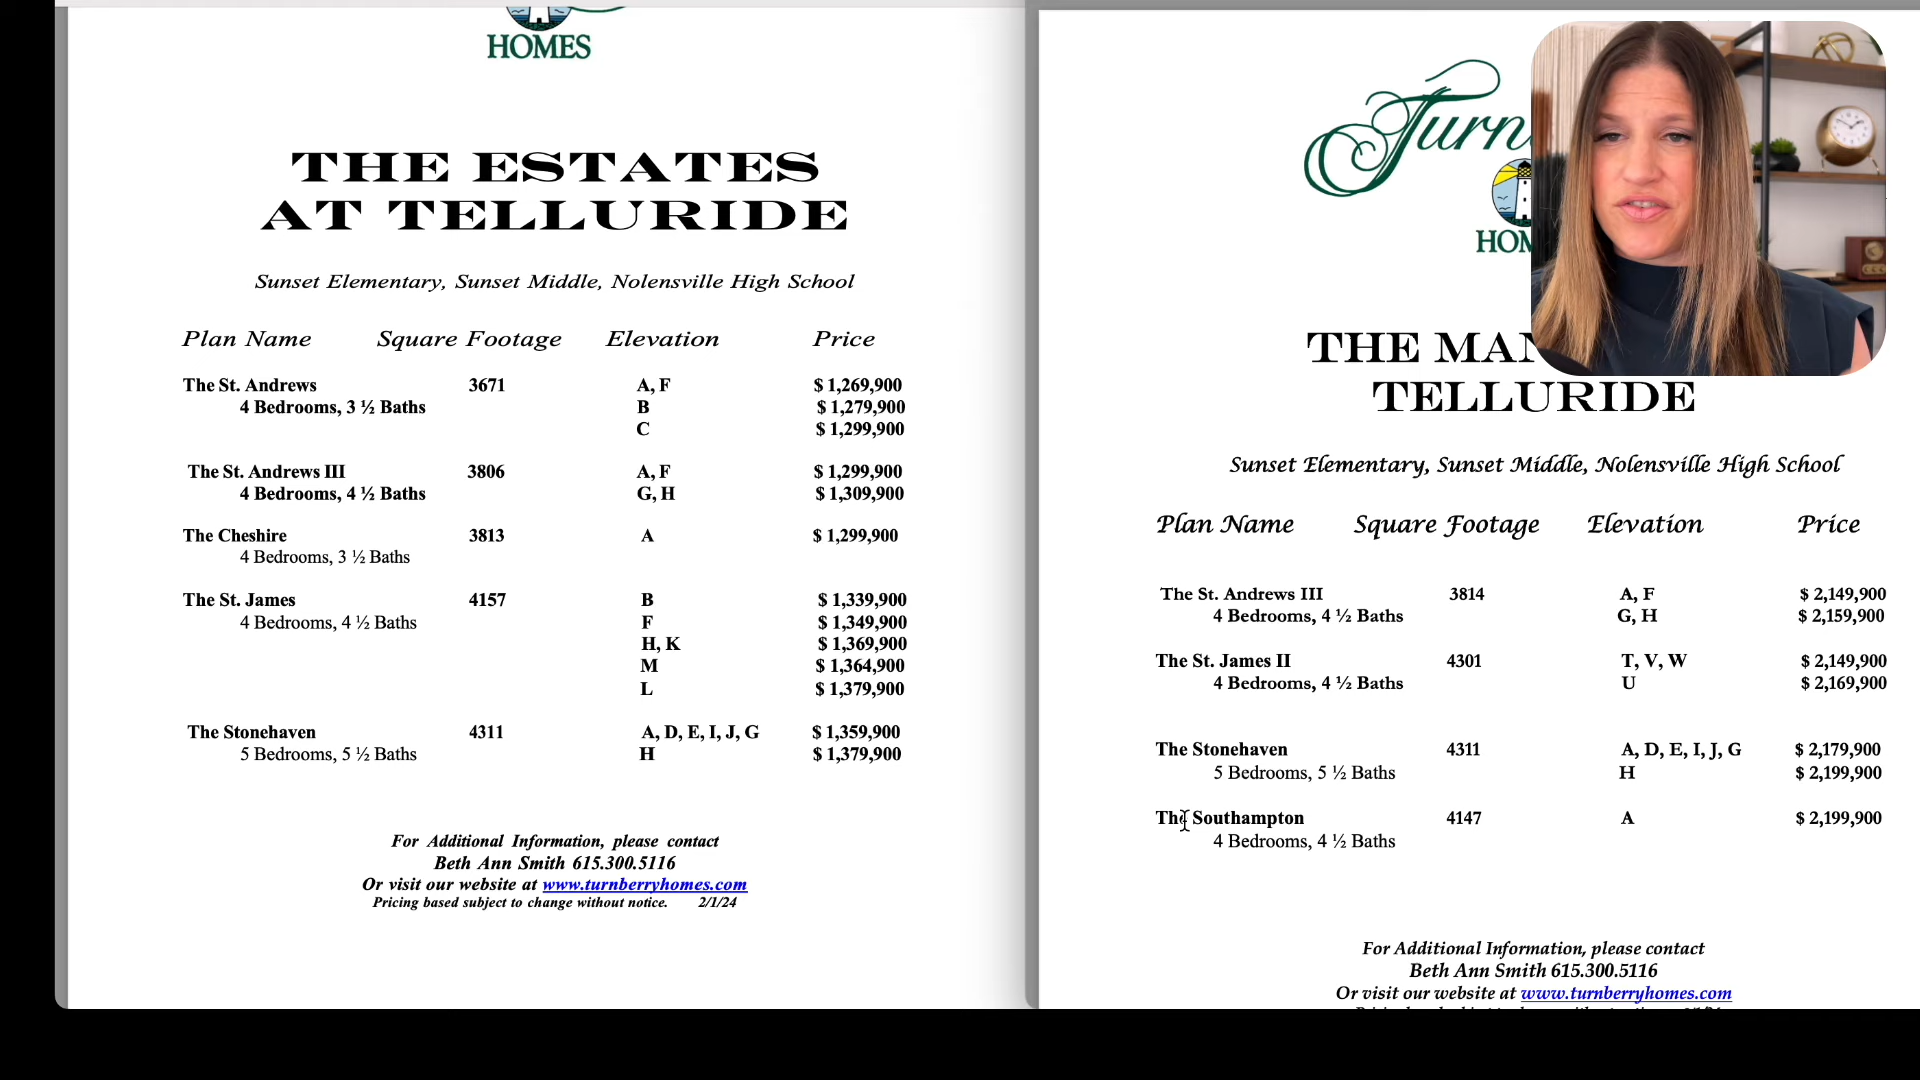 HOMES
THE ESTATES
AT TELLURIDE
Sunset Elementary, Sunset Middle, Nolensville High School
Plan Name Square Footage Elevation Price
The St. Andrews 3671 A, F $ 1,269,900
4 Bedrooms, 3 ½ Baths B $ 1,279,900
C $ 1,299,900
The St. Andrews III 3806 A, F $ 1,299,900
4 Bedrooms, 4 ½ Baths G, H $ 1,309,900
The Cheshire 3813 A $ 1,299,900
4 Bedrooms, 3 ½ Baths
The St. James 4157 B $ 1,339,900
4 Bedrooms, 4 ½ Baths F $ 1,349,900
H, K $ 1,369,900
M $ 1,364,900
L $ 1,379,900
The Stonehaven 4311 A, D, E, I, J, G $ 1,359,900
5 Bedrooms, 5 ½ Baths H $ 1,379,900
For Additional Information, please contact
Beth Ann Smith 615.300.5116
Or visit our website at www.turnberryhomes.com
Pricing based subject to change without notice. 2/1/24
Turn
HOM
THE MAN
TELLURIDE
Sunset Elementary, Sunset Middle, Nolensville High School
Plan Name Square Footage Elevation Price
The St. Andrews III 3814 A, F $ 2,149,900
4 Bedrooms, 4 ½ Baths G, H $ 2,159,900
The St. James II 4301 T, V, W $ 2,149,900
4 Bedrooms, 4 ½ Baths U $ 2,169,900
The Stonehaven 4311 A, D, E, I, J, G $ 2,179,900
5 Bedrooms, 5 ½ Baths H $ 2,199,900
The Southampton 4147 A $ 2,199,900
4 Bedrooms, 4 ½ Baths
For Additional Information, please contact
Beth Ann Smith 615.300.5116
Or visit our website at www.turnberryhomes.com